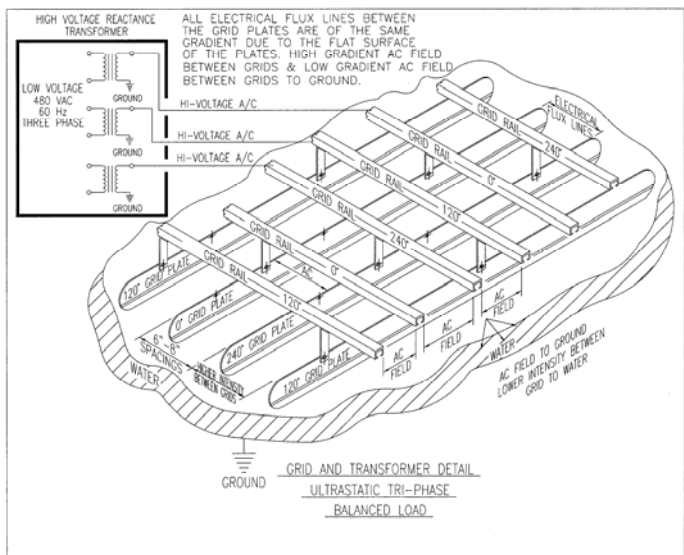 HIGH VOLTAGE REACTANCE
TRANSFORMER
ALL ELECTRICAL FLUX LINES BETWEEN
THE GRID PLATES ARE OF THE SAME
GRADIENT DUE TO THE FLAT SURFACE
OF THE PLATES. HIGH GRADIENT AC FIELD
BETWEEN GRIDS & LOW GRADIENT AC FIELD
BETWEEN GRIDS TO GROUND.
LOW VOLTAGE
480 VAC
60 Hz
THREE PHASE
GROUND
GROUND
GROUND
HI-VOLTAGE A/C
HI-VOLTAGE A/C
HI-VOLTAGE A/C
ELECTRICAL
FLUX LINES
GRID RAIL 240°
GRID RAIL 0°
GRID RAIL 120°
GRID RAIL 240°
GRID RAIL 0°
GRID RAIL 120°
AC
120° GRID PLATE
0° GRID PLATE
240° GRID PLATE
120° GRID PLATE
6"-8"
SPACINGS
HIGHER INTENSITY
BETWEEN GRIDS
WATER
AC
FIELD
AC
FIELD
AC
FIELD
WATER
AC FIELD TO GROUND
LOWER INTENSITY BETWEEN
GRID TO WATER
GROUND
GRID AND TRANSFORMER DETAIL
ULTRASTATIC TRI-PHASE
BALANCED LOAD